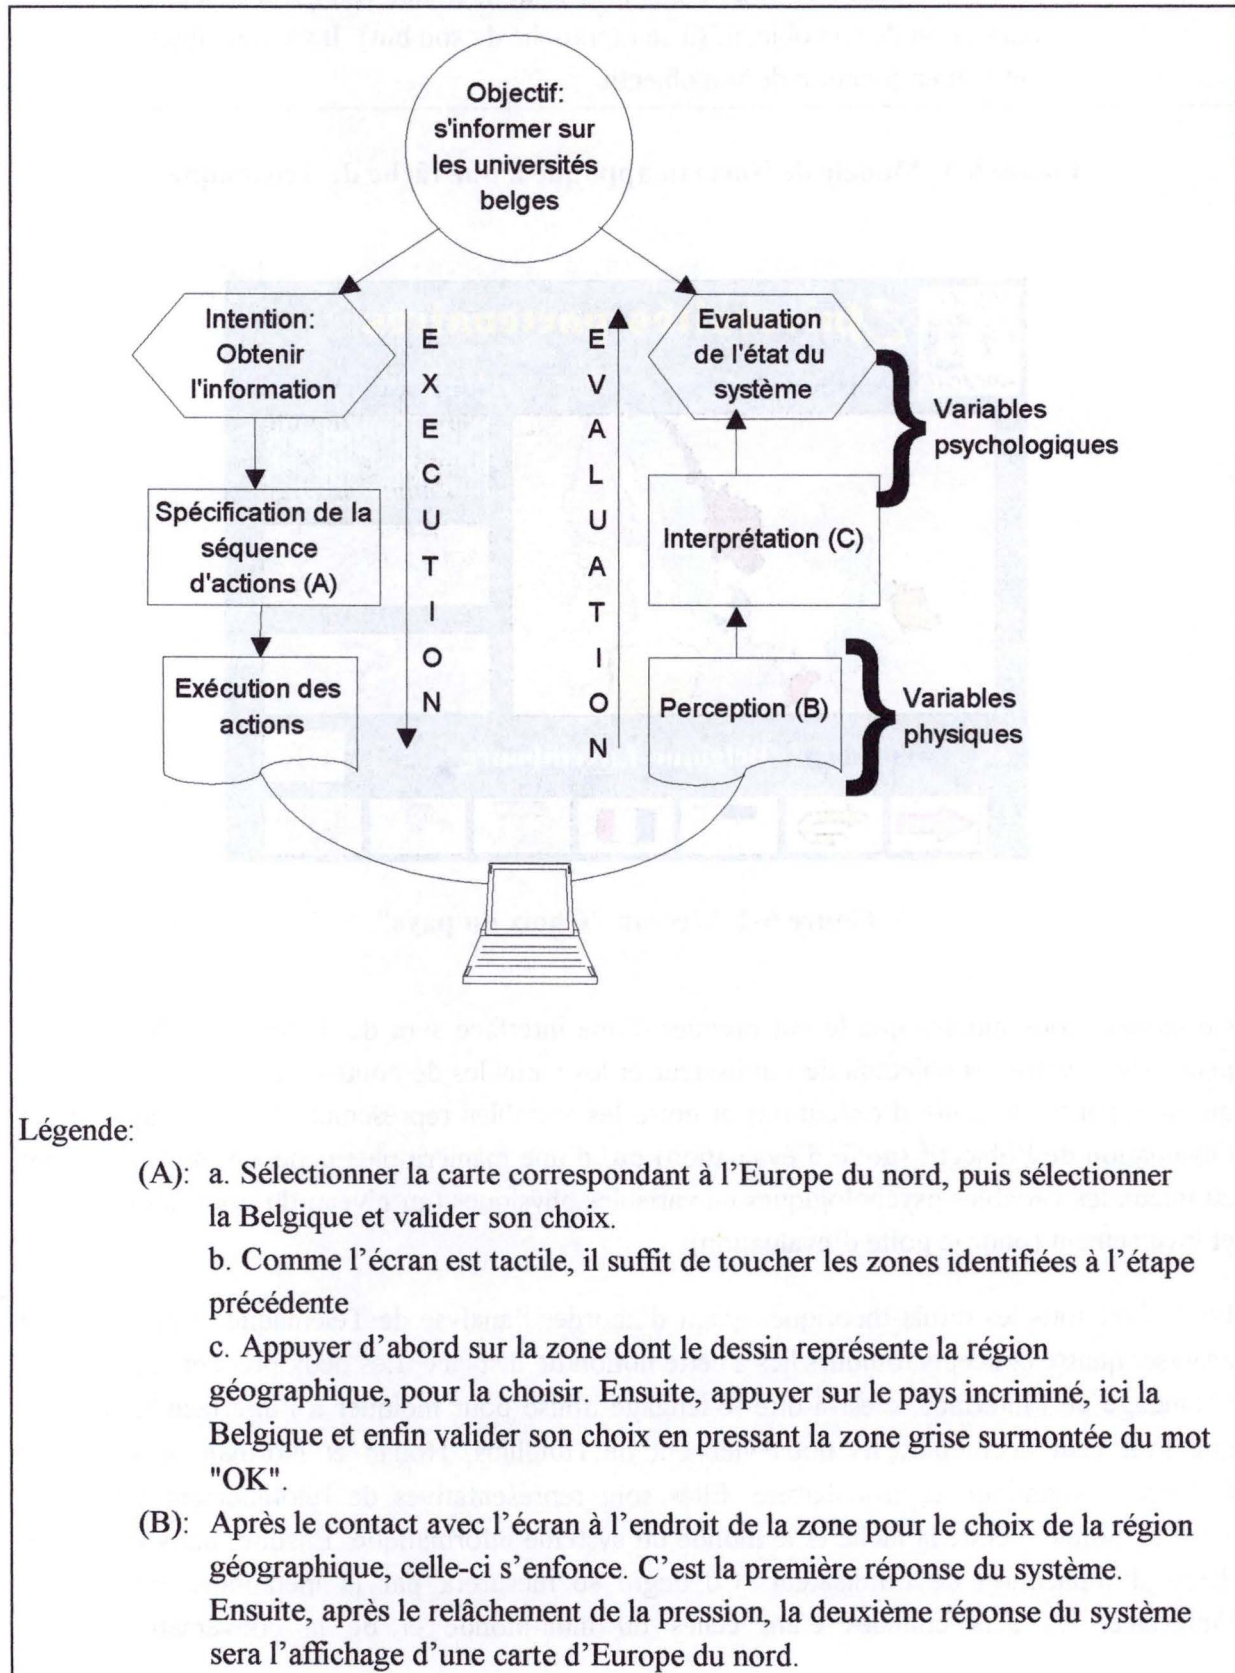 Objectif:
s'informer sur
les universités
belges
Intention:
Obtenir
l'information
EXECUTION
EVALUATION
Evaluation
de l'état du
système
Variables
psychologiques
Spécification de la
séquence
d'actions (A)
Interprétation (C)
Exécution des
actions
Perception (B)
Variables
physiques
Légende:
(A): a. Sélectionner la carte correspondant à l'Europe du nord, puis sélectionner
la Belgique et valider son choix.
b. Comme l'écran est tactile, il suffit de toucher les zones identifiées à l'étape
précédente
c. Appuyer d'abord sur la zone dont le dessin représente la région
géographique, pour la choisir. Ensuite, appuyer sur le pays incriminé, ici la
Belgique et enfin valider son choix en pressant la zone grise surmontée du mot
"OK".
(B): Après le contact avec l'écran à l'endroit de la zone pour le choix de la région
géographique, celle-ci s'enfonce. C'est la première réponse du système.
Ensuite, après le relâchement de la pression, la deuxième réponse du système
sera l'affichage d'une carte d'Europe du nord.